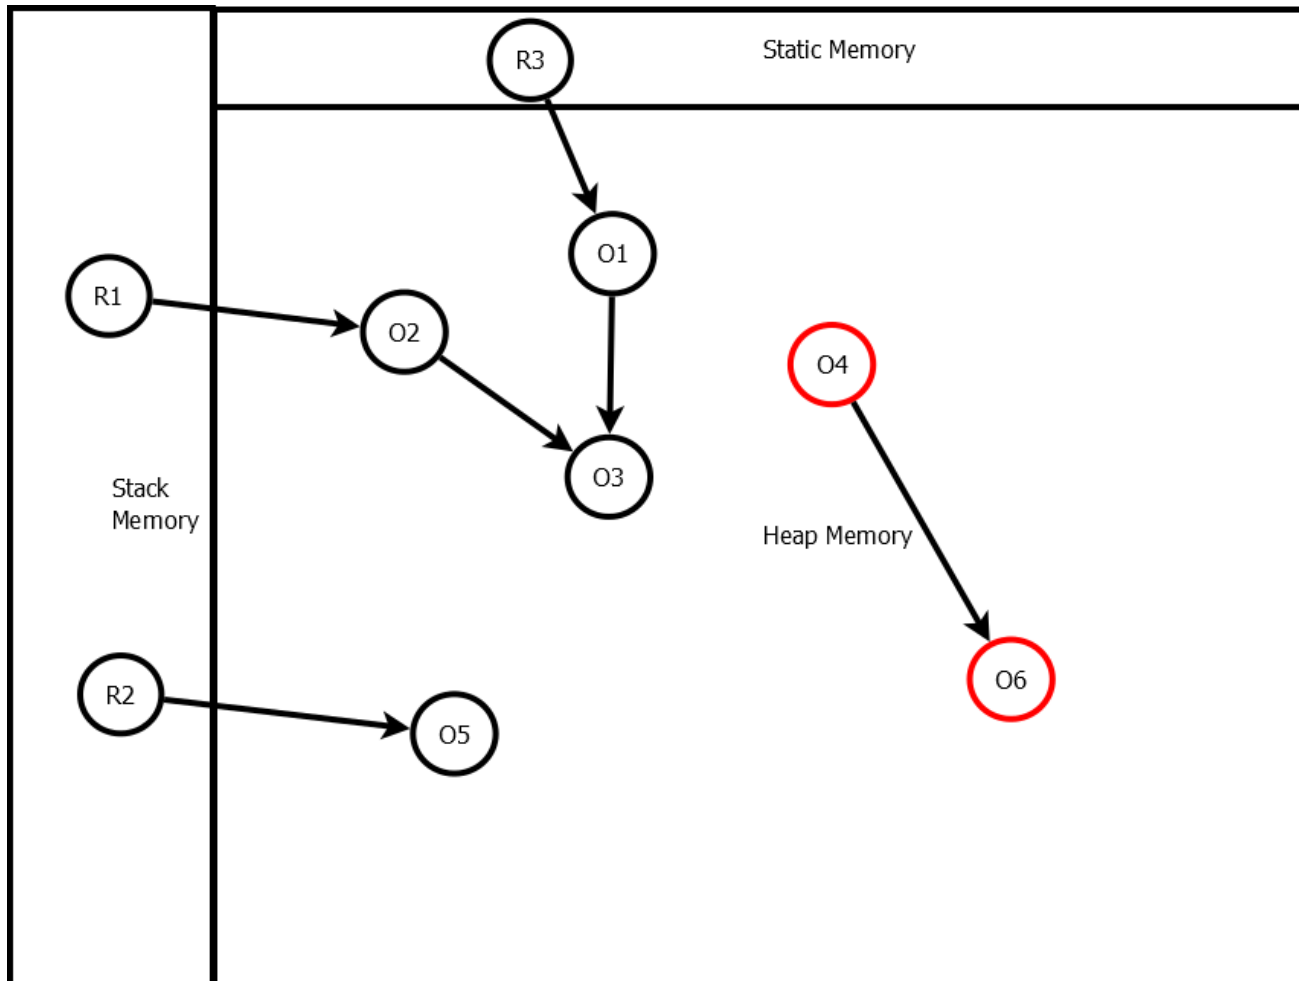 R3
Static Memory
O1
R1
O2
O4
O3
Stack
Memory
Heap Memory
R2
O5
O6